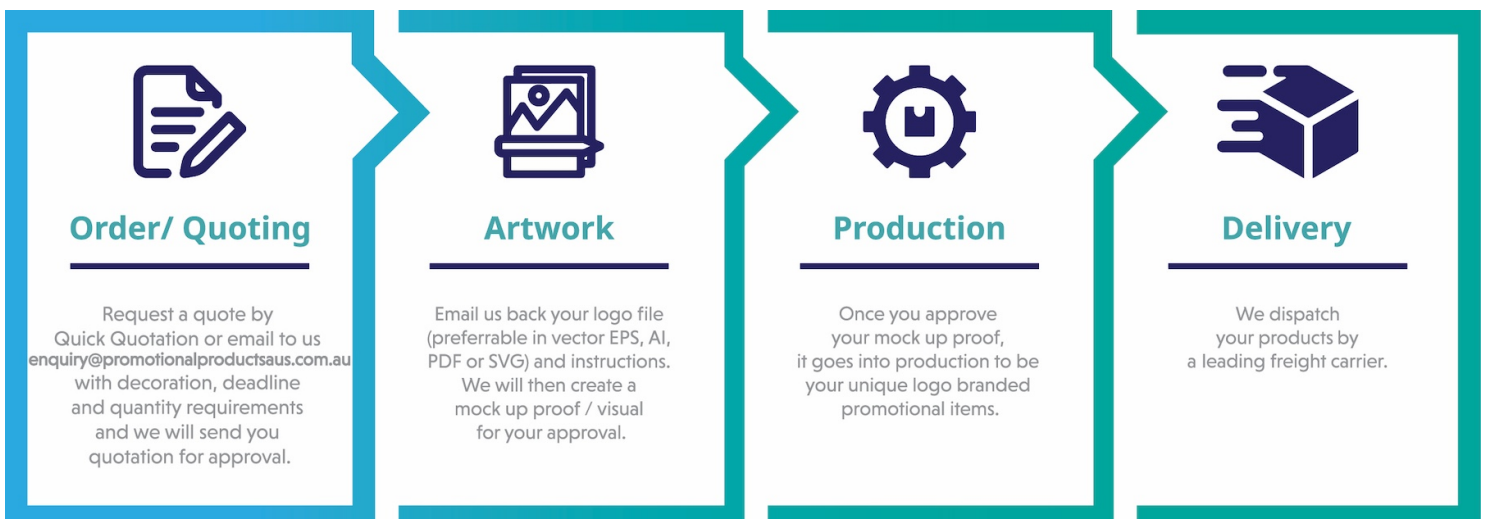 Order/ Quoting
Request a quote by
Quick Quotation or email to us
enquiry@promotionalproductsaus.com.au
with decoration, deadline
and quantity requirements
and we will send you
quotation for approval.
Artwork
Email us back your logo file
(preferrable in vector EPS, AI,
PDF or SVG) and instructions.
We will then create a
mock up proof / visual
for your approval.
Production
Once you approve
your mock up proof,
it goes into production to be
your unique logo branded
promotional items.
Delivery
We dispatch
your products by
a leading freight carrier.